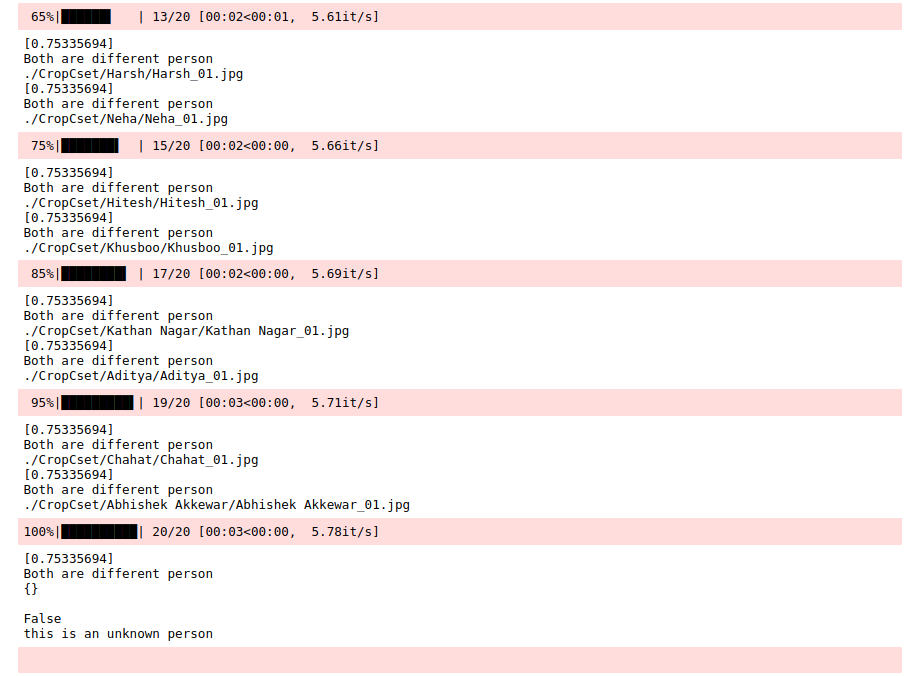 65%|██████▌   | 13/20 [00:02<00:01,  5.61it/s]
[0.75335694]
Both are different person
./CropCset/Harsh/Harsh_01.jpg
[0.75335694]
Both are different person
./CropCset/Neha/Neha_01.jpg
75%|███████▌  | 15/20 [00:02<00:00,  5.66it/s]
[0.75335694]
Both are different person
./CropCset/Hitesh/Hitesh_01.jpg
[0.75335694]
Both are different person
./CropCset/Khusboo/Khusboo_01.jpg
85%|████████▌ | 17/20 [00:02<00:00,  5.69it/s]
[0.75335694]
Both are different person
./CropCset/Kathan Nagar/Kathan Nagar_01.jpg
[0.75335694]
Both are different person
./CropCset/Aditya/Aditya_01.jpg
95%|█████████▌| 19/20 [00:03<00:00,  5.71it/s]
[0.75335694]
Both are different person
./CropCset/Chahat/Chahat_01.jpg
[0.75335694]
Both are different person
./CropCset/Abhishek Akkewar/Abhishek Akkewar_01.jpg
100%|██████████| 20/20 [00:03<00:00,  5.78it/s]
[0.75335694]
Both are different person
{}
False
this is an unknown person